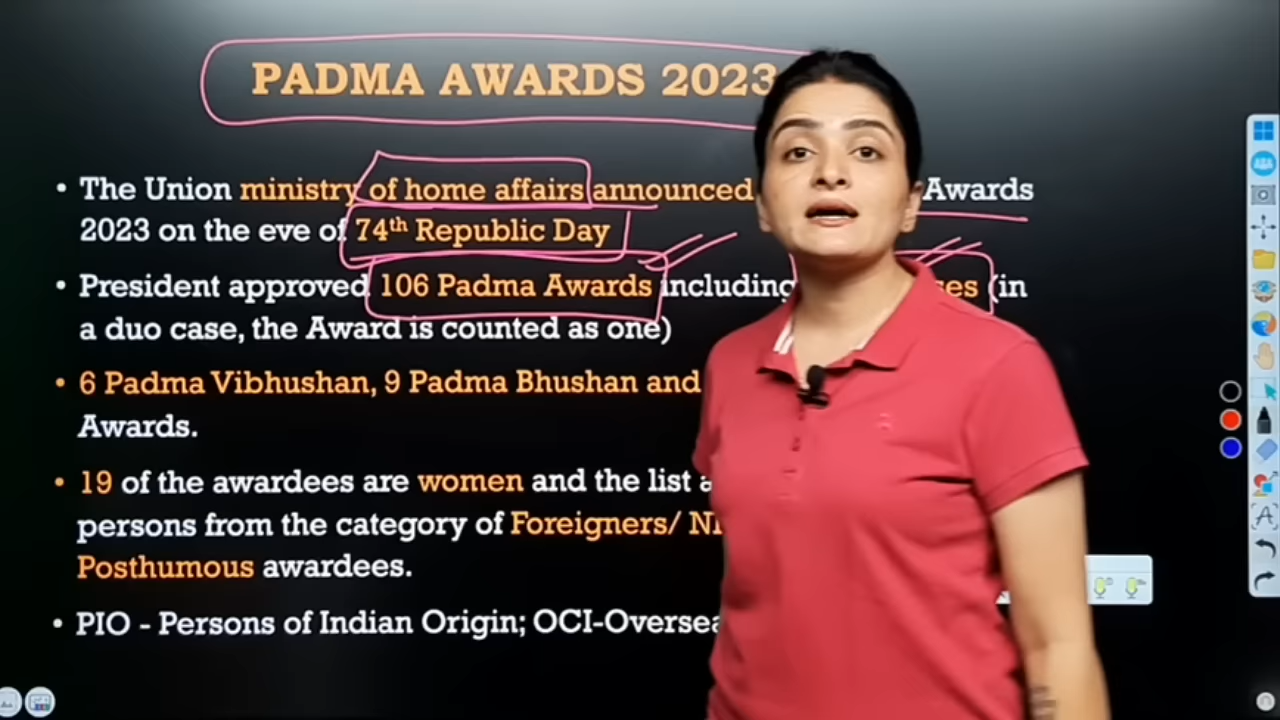 PADMA AWARDS 2023
• The Union ministry of home affairs announced Awards
2023 on the eve of 74th Republic Day
• President approved 106 Padma Awards including (in
a duo case, the Award is counted as one)
• 6 Padma Vibhushan, 9 Padma Bhushan and
Awards.
• 19 of the awardees are women and the list
persons from the category of Foreigners/
Posthumous awardees.
• PIO - Persons of Indian Origin; OCI-